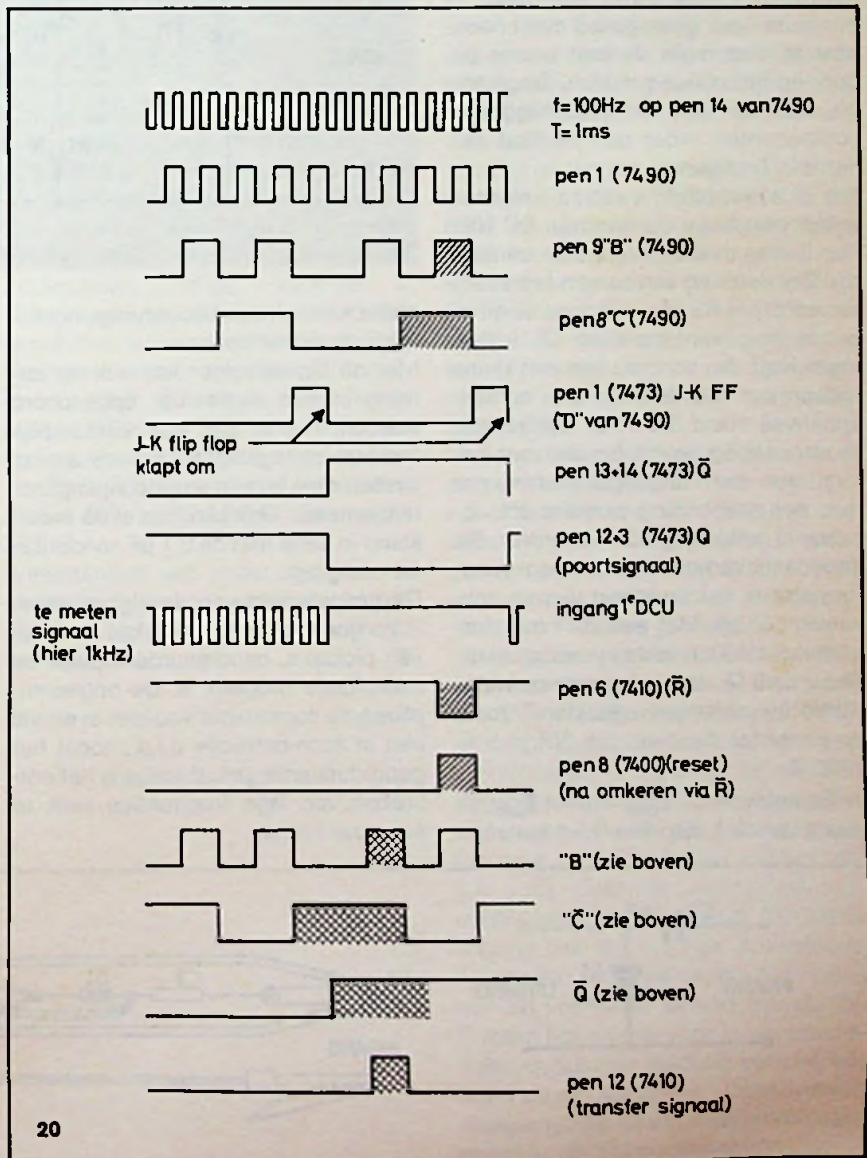 f=100Hz op pen 14 van 7490
T=1ms
pen 1 (7490)
pen 9"B" (7490)
pen8"C"(7490)
pen 1 (7473) J-K FF
("D" van 7490)
J-K flip flop
klapt om
pen 13+14 (7473) Q̄
pen 12+3 (7473) Q
(poortsignaal)
te meten
signaal
(hier 1kHz)
ingang 1e DCU
pen 6 (7410) (R̄)
pen 8 (7400)(reset)
(na omkeren via R̄)
"B" (zie boven)
"C̄" (zie boven)
Q̄ (zie boven)
pen 12 (7410)
(transfer signaal)
20